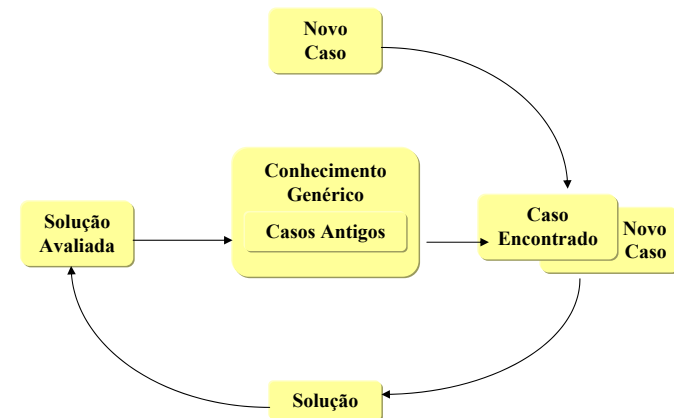 Novo
Caso
Conhecimento
Genérico
Casos Antigos
Solução
Avaliada
Caso
Encontrado
Novo
Caso
Solução